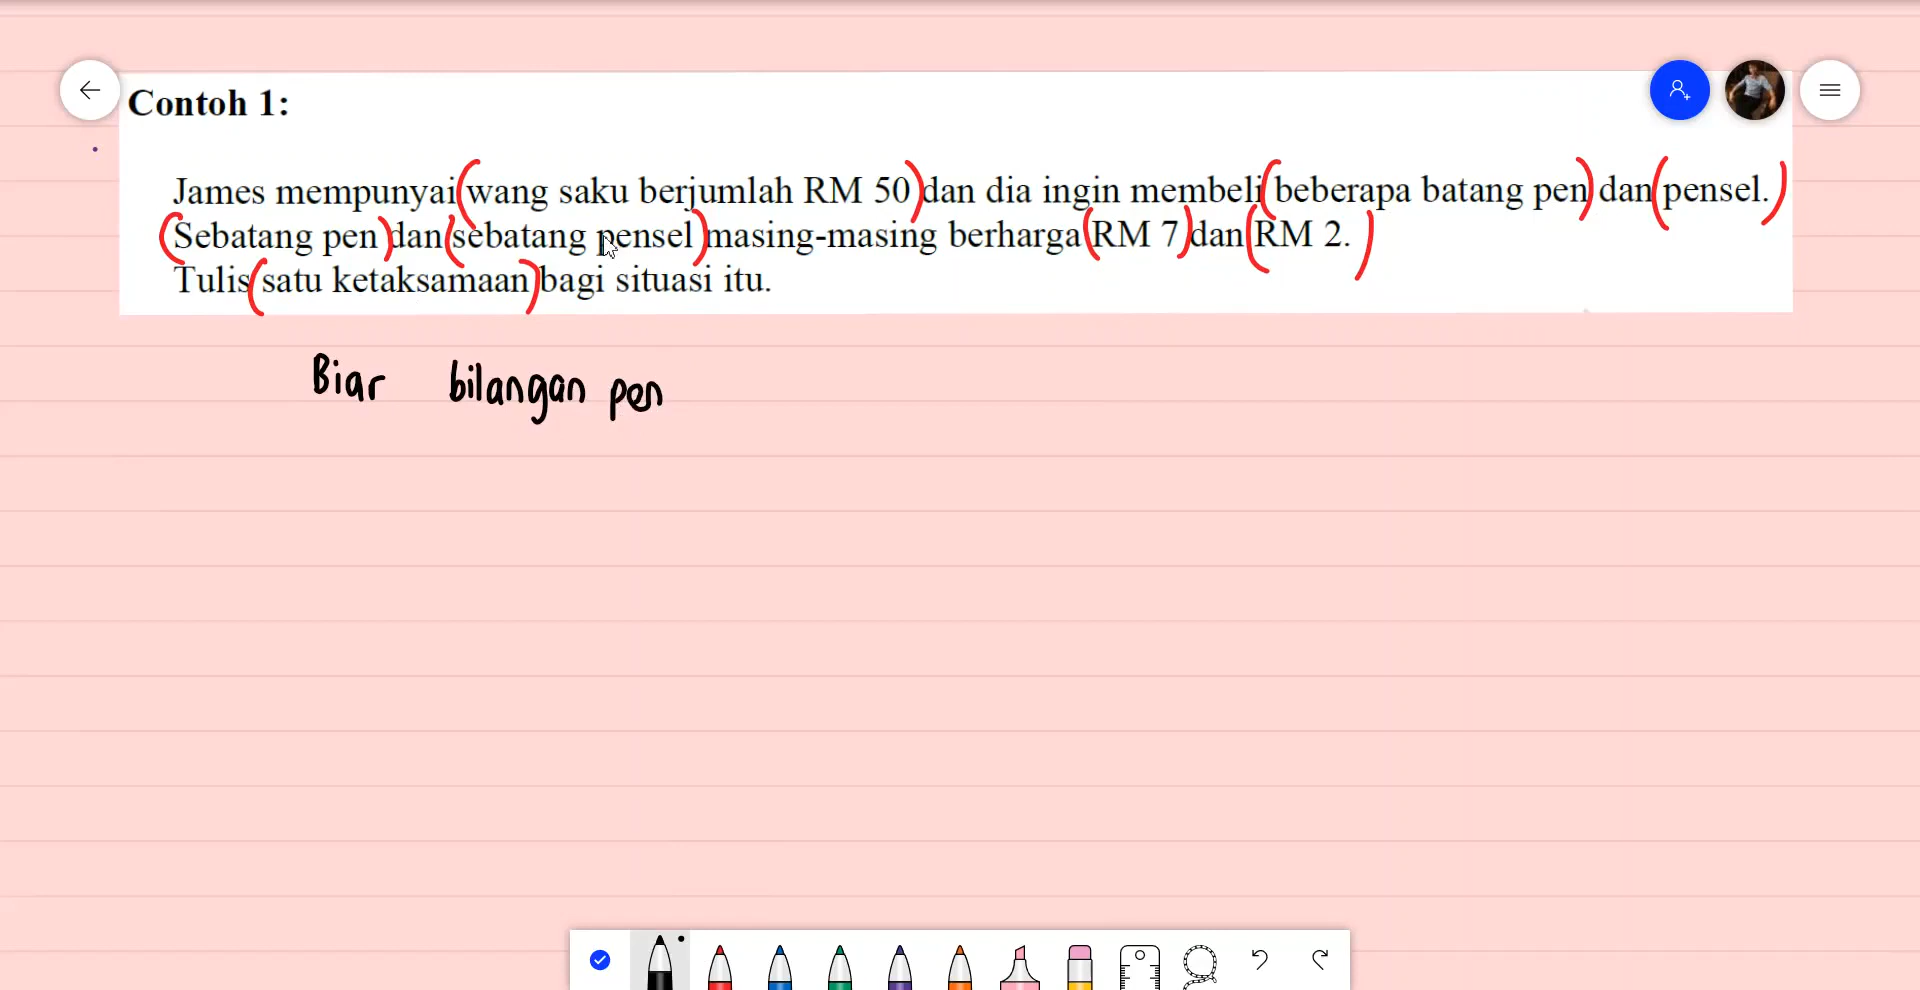 Contoh 1:
James mempunyai wang saku berjumlah RM 50 dan dia ingin membeli beberapa batang pen dan pensel.
Sebatang pen dan sebatang pensel masing-masing berharga RM 7 dan RM 2.
Tulis satu ketaksamaan bagi situasi itu.
Biar bilangan pen